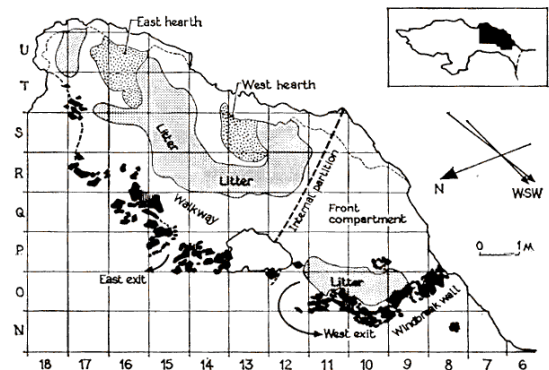 East hearth
West hearth
Litter
Litter
Walkway
Internal partition
Front
compartment
East exit
Litter
West exit
Windbreak wall
N
WSW
0 1M
U
T
S
R
Q
P
O
N
18 17 16 15 14 13 12 11 10 9 8 7 6